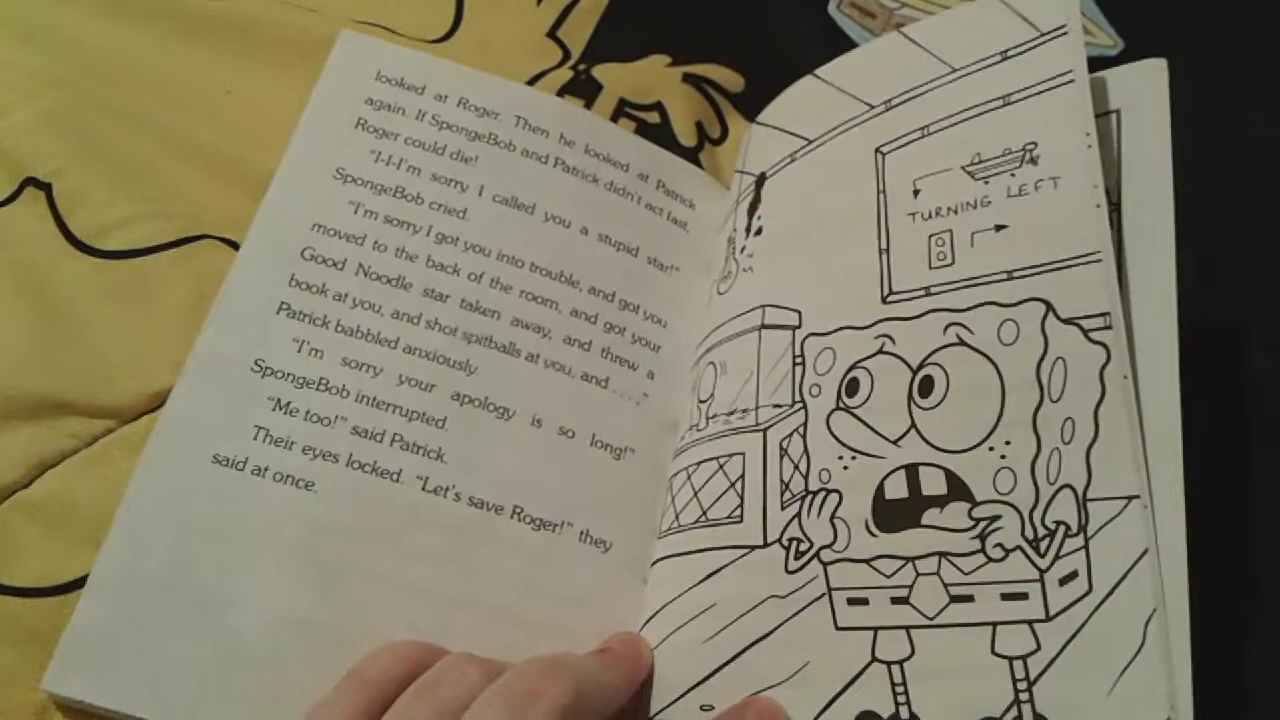 looked at Roger. Then he looked at Patrick
again. If SpongeBob and Patrick didn't act fast,
Roger could die!
"I-I-I'm sorry I called you a stupid star!"
SpongeBob cried.
"I'm sorry I got you into trouble, and got you
moved to the back of the room, and got your
Good Noodle star taken away, and threw a
book at you, and shot spitballs at you, and . . . ."
Patrick babbled anxiously.
"I'm sorry your apology is so long!"
SpongeBob interrupted.
"Me too!" said Patrick.
Their eyes locked. "Let's save Roger!" they
said at once.
TURNING LEFT